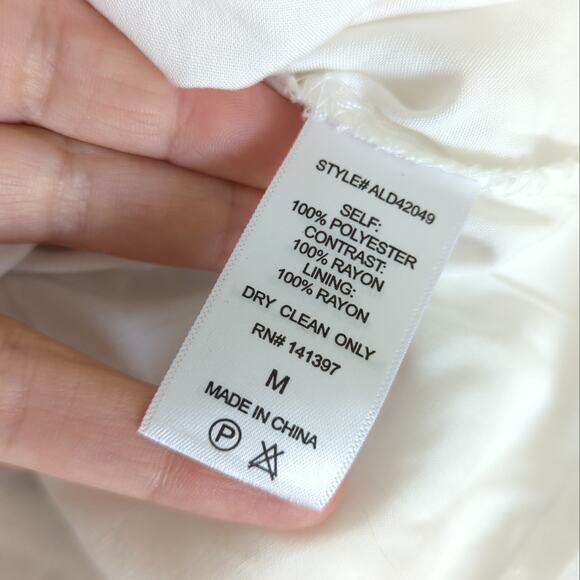 STYLE# ALD42049
SELF:
100% POLYESTER
CONTRAST:
100% RAYON
LINING:
100% RAYON
DRY CLEAN ONLY
RN# 141397
M
MADE IN CHINA
P